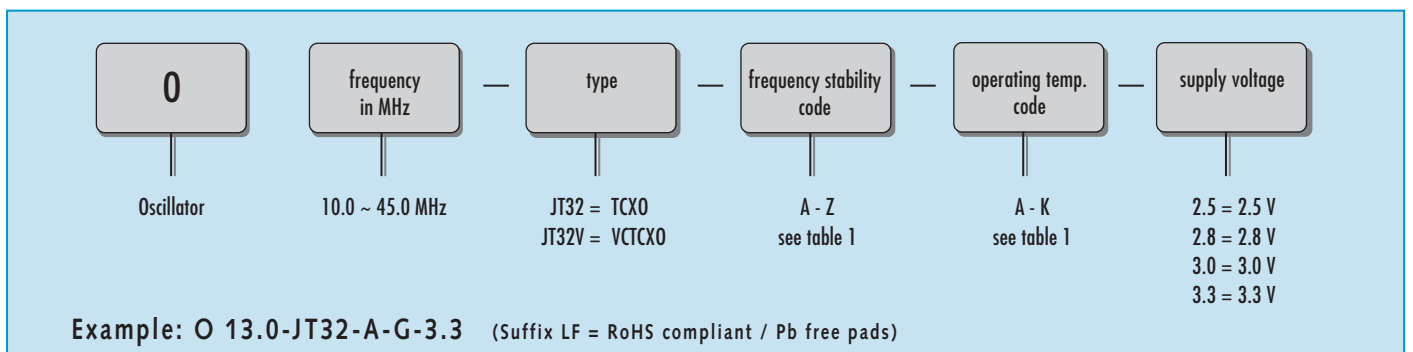 O
frequency
in MHz
—
type
—
frequency stability
code
—
operating temp.
code
—
supply voltage
Oscillator
10.0 ~ 45.0 MHz
JT32 = TCXO
JT32V = VCTCXO
A - Z
see table 1
A - K
see table 1
2.5 = 2.5 V
2.8 = 2.8 V
3.0 = 3.0 V
3.3 = 3.3 V
Example: O 13.0-JT32-A-G-3.3 (Suffix LF = RoHS compliant / Pb free pads)